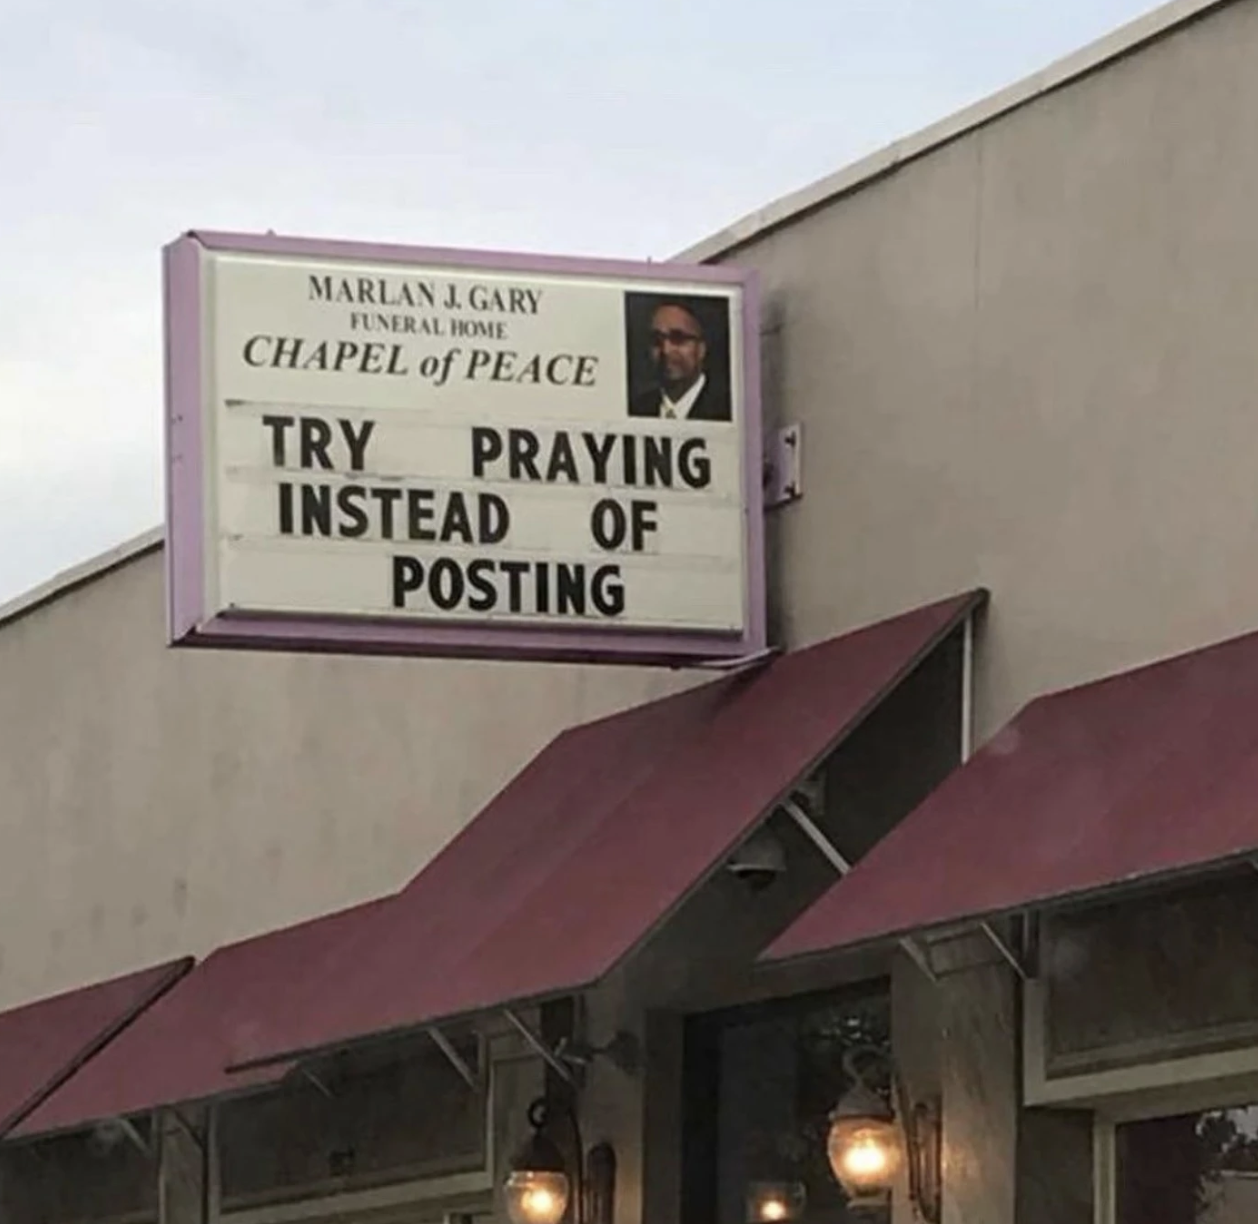 MARLAN J. GARY
FUNERAL HOME
CHAPEL of PEACE
TRY PRAYING
INSTEAD OF
POSTING